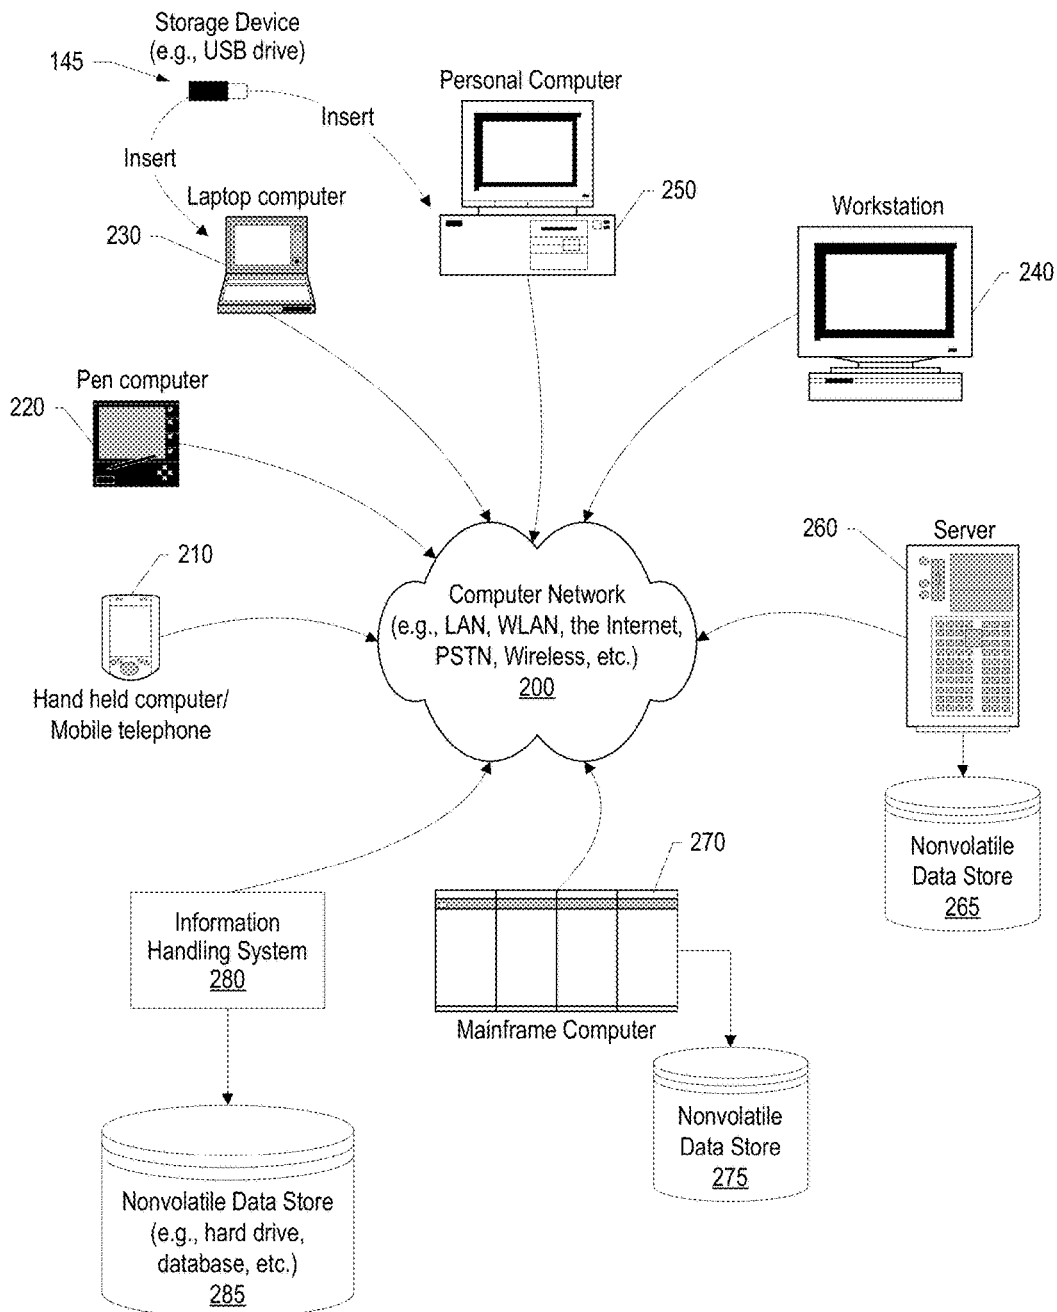 Storage Device
(e.g., USB drive)
145
Personal Computer
Insert
Insert
Laptop computer
250
Workstation
230
240
Pen computer
220
260
Server
210
Computer Network
(e.g., LAN, WLAN, the Internet,
PSTN, Wireless, etc.)
200
Hand held computer/
Mobile telephone
270
Nonvolatile
Data Store
265
Information
Handling System
280
Mainframe Computer
Nonvolatile
Data Store
275
Nonvolatile Data Store
(e.g., hard drive,
database, etc.)
285